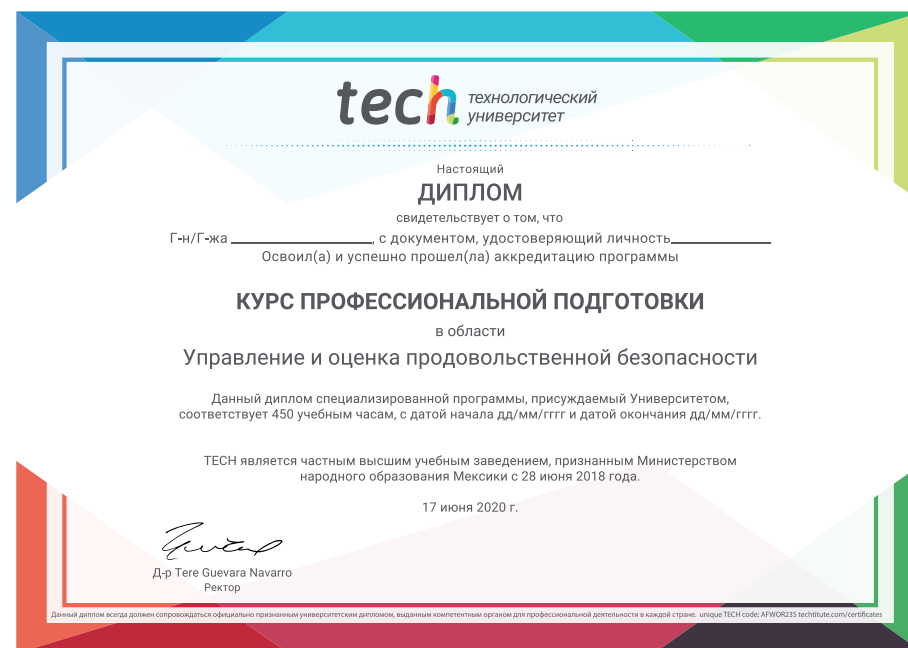 tech технологический
университет
Настоящий
ДИПЛОМ
свидетельствует о том, что
Г-н/Г-жа ____________________, с документом, удостоверяющий личность______________
Освоил(а) и успешно прошел(ла) аккредитацию программы
КУРС ПРОФЕССИОНАЛЬНОЙ ПОДГОТОВКИ
в области
Управление и оценка продовольственной безопасности
Данный диплом специализированной программы, присуждаемый Университетом,
соответствует 450 учебным часам, с датой начала дд/мм/гггг и датой окончания дд/мм/гггг.
TECH является частным высшим учебным заведением, признанным Министерством
народного образования Мексики с 28 июня 2018 года.
17 июня 2020 г.
Д-р Tere Guevara Navarro
Ректор
Данный диплом всегда должен сопровождаться официально признанным университетским дипломом, выданным компетентным органом для профессиональной деятельности в каждой стране. unique TECH code: AFWOR23S techtitute.com/certificates